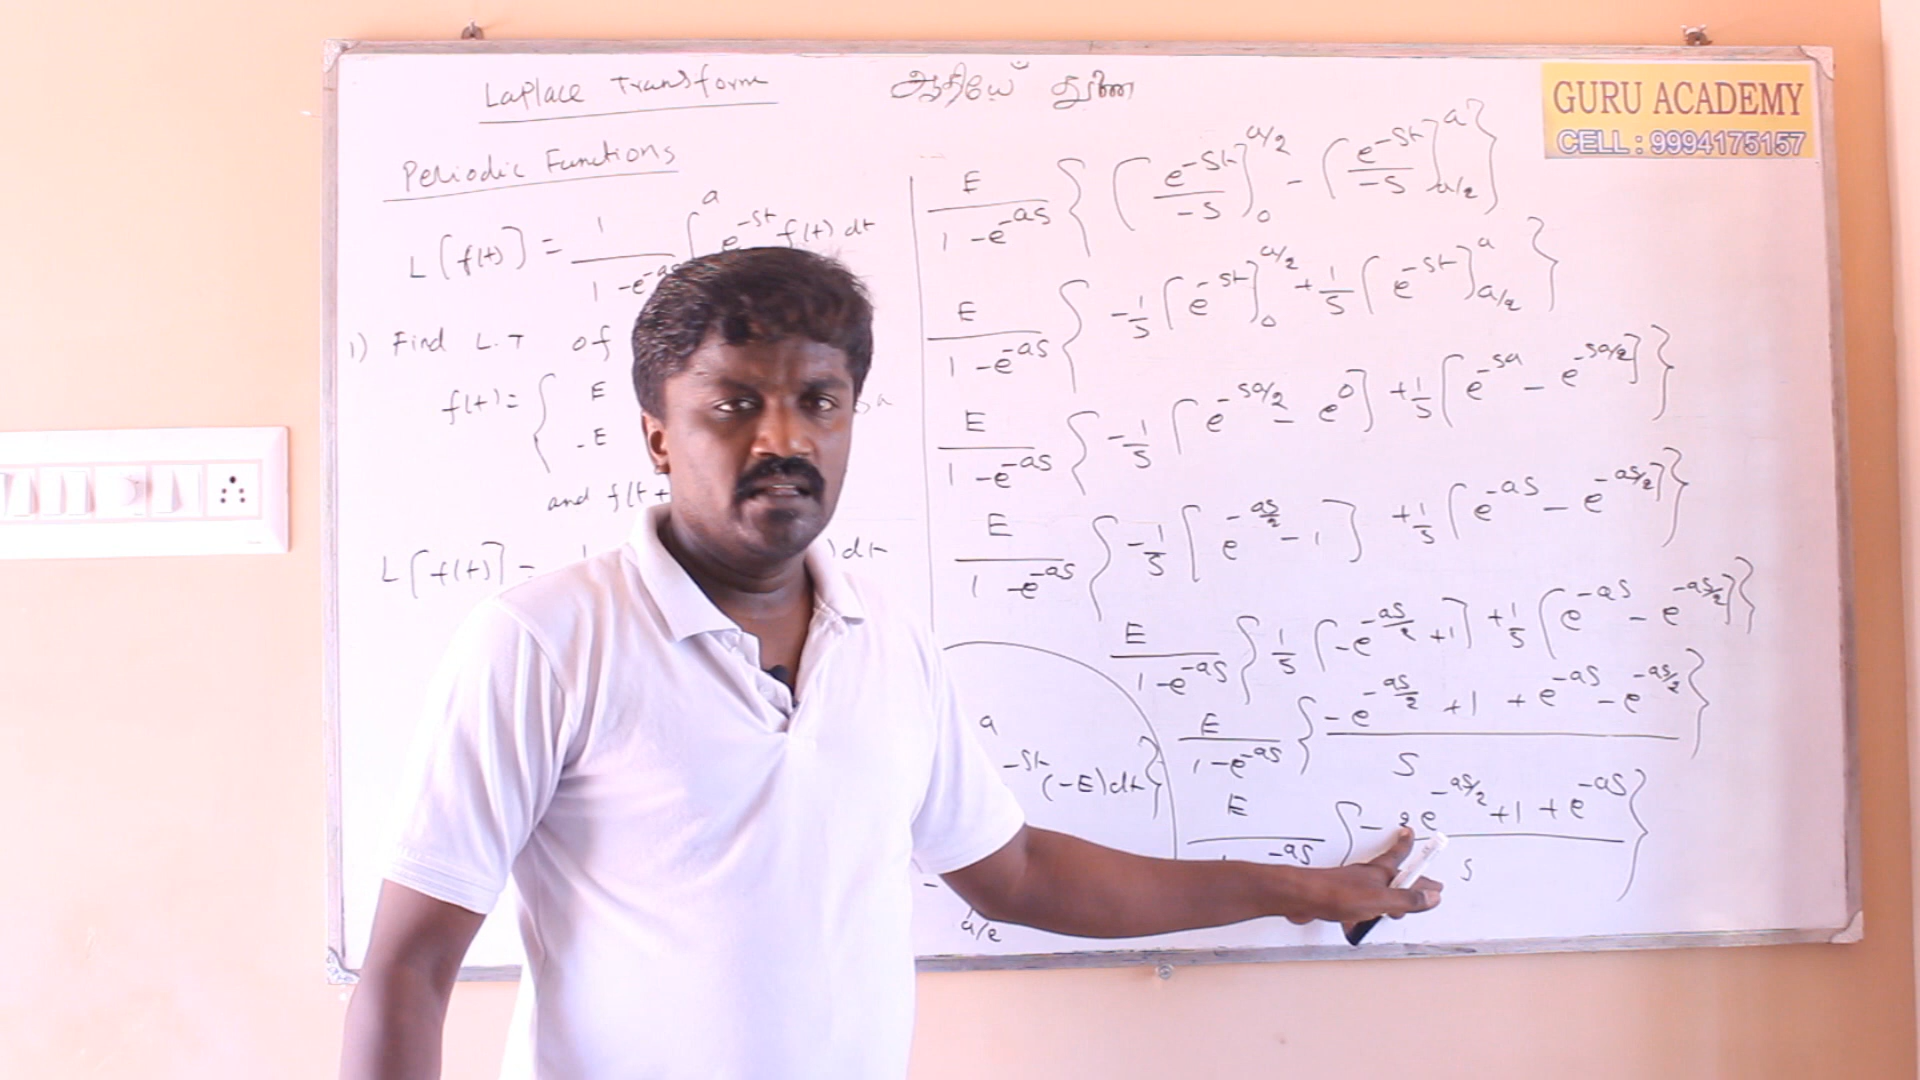 Laplace Transform
ஆதியே துணை
GURU ACADEMY
CELL : 9994175157
Periodic Functions
L[f(t)] = 1/(1-e^-as) ∫^a e^-st f(t) dt
1) Find L.T of
f(t) = { E
-E
and f(t+
L[f(t)] =
)dt
E/(1-e^-as) { [e^-st/-s]_0^a/2 - [e^-st/-s]_a/2^a }
E/(1-e^-as) { -1/s [e^-st]_0^a/2 + 1/s [e^-st]_a/2^a }
E/(1-e^-as) { -1/s [e^-sa/2 - e^0] + 1/s [e^-sa - e^-sa/2] }
E/(1-e^-as) { -1/s [e^-as/2 - 1] + 1/s [e^-as - e^-as/2] }
E/(1-e^-as) { 1/s [-e^-as/2 + 1] + 1/s [e^-as - e^-as/2] }
E/(1-e^-as) { (-e^-as/2 + 1 + e^-as - e^-as/2)/s }
E/( -as) { (-2e^-as/2 + 1 + e^-as)/s }
a
-st (-E)dt }
a/2